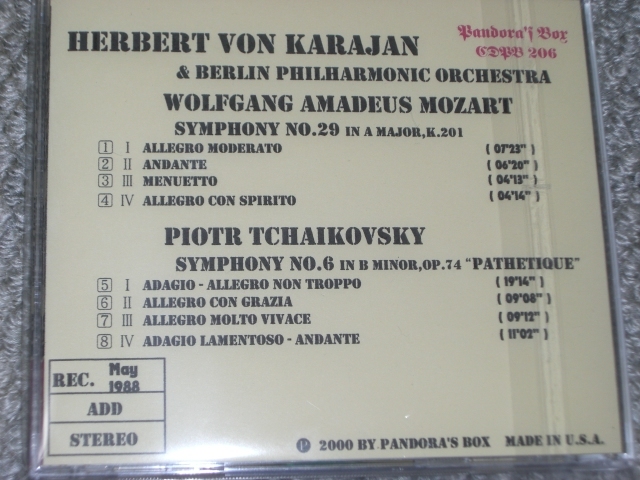 HERBERT VON KARAJAN
Pandora's Box
CDPB 206
& BERLIN PHILHARMONIC ORCHESTRA
WOLFGANG AMADEUS MOZART
SYMPHONY NO.29 IN A MAJOR,K.201
1 I ALLEGRO MODERATO (07'23")
2 II ANDANTE (06'20")
3 III MENUETTO (04'13")
4 IV ALLEGRO CON SPIRITO (04'14")
PIOTR TCHAIKOVSKY
SYMPHONY NO.6 IN B MINOR,OP.74 "PATHETIQUE"
5 I ADAGIO - ALLEGRO NON TROPPO (19'14")
6 II ALLEGRO CON GRAZIA (09'08")
7 III ALLEGRO MOLTO VIVACE (09'12")
8 IV ADAGIO LAMENTOSO - ANDANTE (11'02")
REC. May 1988
ADD
STEREO
Ⓟ 2000 BY PANDORA'S BOX MADE IN U.S.A.